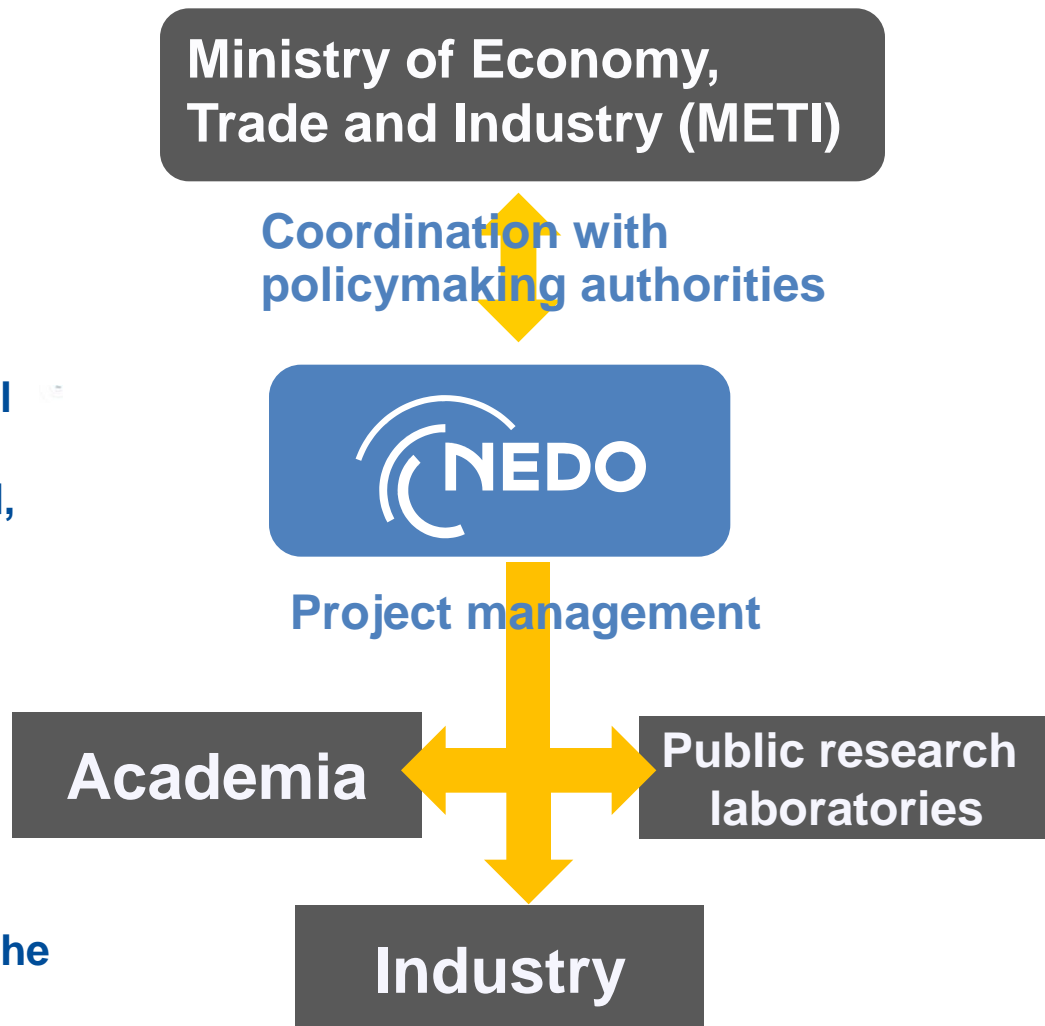 Ministry of Economy,
Trade and Industry (METI)
Coordination with
policymaking authorities
NEDO
Project management
Academia
Public research
laboratories
he
Industry